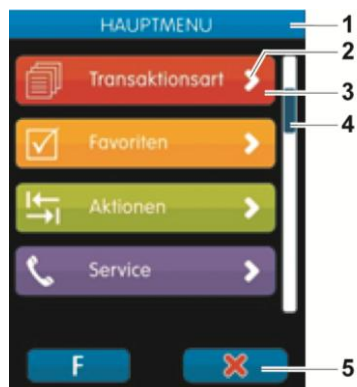 HAUPTMENU
1
2
Transaktionsart
3
4
Favoriten
Aktionen
Service
F
5